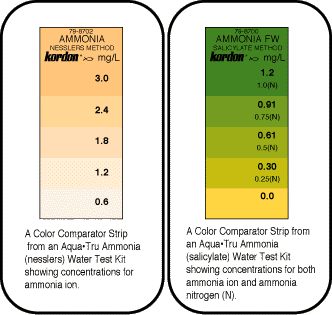 79-8702
AMMONIA
NESSLERS METHOD
kordon mg/L
3.0
2.4
1.8
1.2
0.6
A Color Comparator Strip
from an Aqua•Tru Ammonia
(nesslers) Water Test Kit
showing concentrations for
ammonia ion.
79-8700
AMMONIA FW
SALICYLATE METHOD
kordon mg/L
1.2
1.0(N)
0.91
0.75(N)
0.61
0.5(N)
0.30
0.25(N)
0.0
A Color Comparator Strip from
an Aqua•Tru Ammonia
(salicylate) Water Test Kit
showing concentrations for both
ammonia ion and ammonia
nitrogen (N).